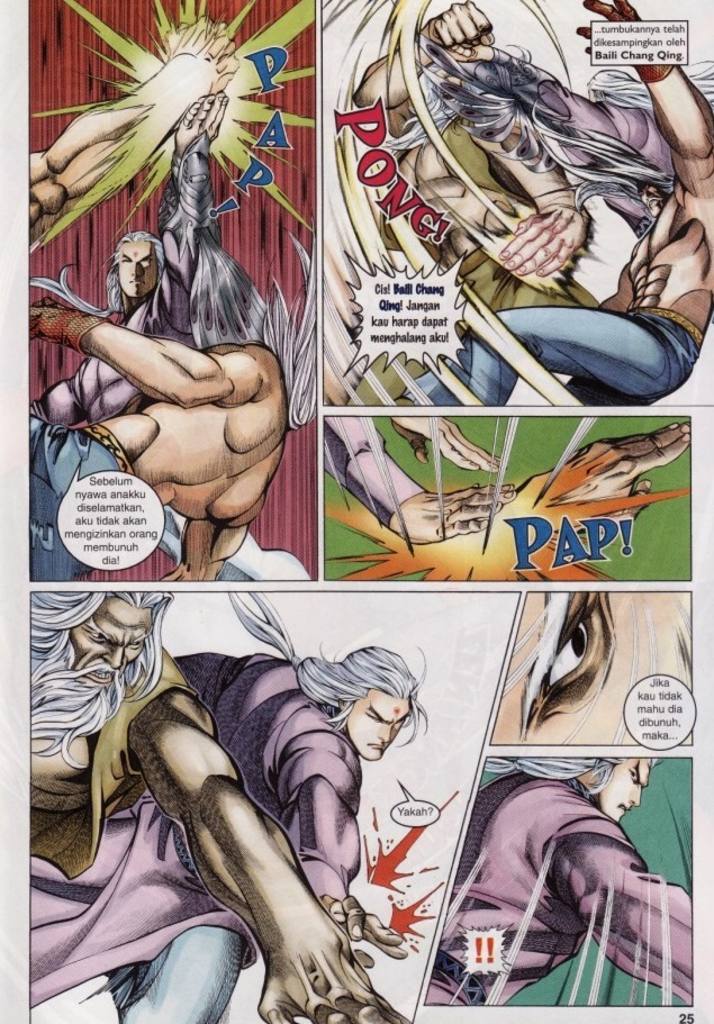 PAP!
Sebelum
nyawa anakku
diselamatkan,
aku tidak akan
mengizinkan orang
membunuh
dia!
...tumbukannya telah
dikesampingkan oleh
Baili Chang Qing.
PONG!
Cis! Baili Chang
Qing! Jangan
kau harap dapat
menghalang aku!
PAP!
Yakah?
Jika
kau tidak
mahu dia
dibunuh,
maka...
!!
25